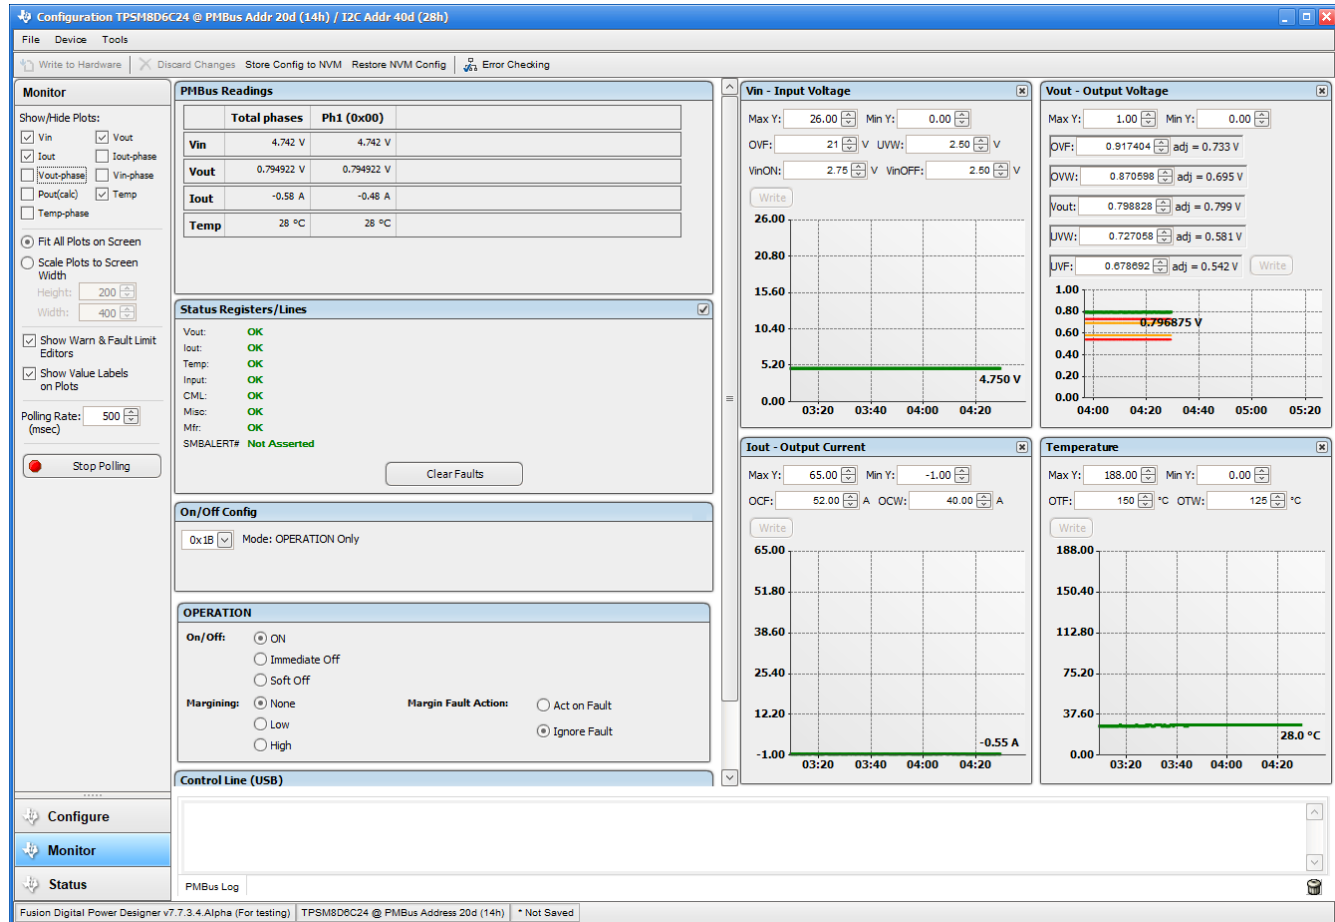 Configuration TPSM8D6C24 @ PMBus Addr 20d (14h) / I2C Addr 40d (28h)
File Device Tools
Write to Hardware Discard Changes Store Config to NVM Restore NVM Config Error Checking
Monitor
Show/Hide Plots:
Vin Vout
Iout Iout-phase
Vout-phase Vin-phase
Pout(calc) Temp
Temp-phase
Fit All Plots on Screen
Scale Plots to Screen
Width
Height: 200
Width: 400
Show Warn & Fault Limit
Editors
Show Value Labels
on Plots
Polling Rate: 500
(msec)
Stop Polling
PMBus Readings
Total phases Ph1 (0x00)
Vin 4.742 V 4.742 V
Vout 0.794922 V 0.794922 V
Iout -0.58 A -0.48 A
Temp 28 °C 28 °C
Status Registers/Lines
Vout: OK
Iout: OK
Temp: OK
Input: OK
CML: OK
Misc: OK
Mfr: OK
SMBALERT# Not Asserted
Clear Faults
On/Off Config
0x1B Mode: OPERATION Only
OPERATION
On/Off: ON
Immediate Off
Soft Off
Margining: None Margin Fault Action: Act on Fault
Low Ignore Fault
High
Control Line (USB)
Vin - Input Voltage
Max Y: 26.00 Min Y: 0.00
OVF: 21 V UVW: 2.50 V
VinON: 2.75 V VinOFF: 2.50 V
Write
26.00
20.80
15.60
10.40
5.20
4.750 V
0.00
03:20 03:40 04:00 04:20
Vout - Output Voltage
Max Y: 1.00 Min Y: 0.00
OVF: 0.917404 adj = 0.733 V
OVW: 0.870598 adj = 0.695 V
Vout: 0.798828 adj = 0.799 V
UVW: 0.727058 adj = 0.581 V
UVF: 0.678692 adj = 0.542 V Write
1.00
0.80
0.796875 V
0.60
0.40
0.20
0.00
04:00 04:20 04:40 05:00 05:20
Iout - Output Current
Max Y: 65.00 Min Y: -1.00
OCF: 52.00 A OCW: 40.00 A
Write
65.00
51.80
38.60
25.40
12.20
-0.55 A
-1.00
03:20 03:40 04:00 04:20
Temperature
Max Y: 188.00 Min Y: 0.00
OTF: 150 °C OTW: 125 °C
Write
188.00
150.40
112.80
75.20
37.60
28.0 °C
0.00
03:20 03:40 04:00 04:20
Configure
Monitor
Status
PMBus Log
Fusion Digital Power Designer v7.7.3.4.Alpha (For testing) TPSM8D6C24 @ PMBus Address 20d (14h) * Not Saved